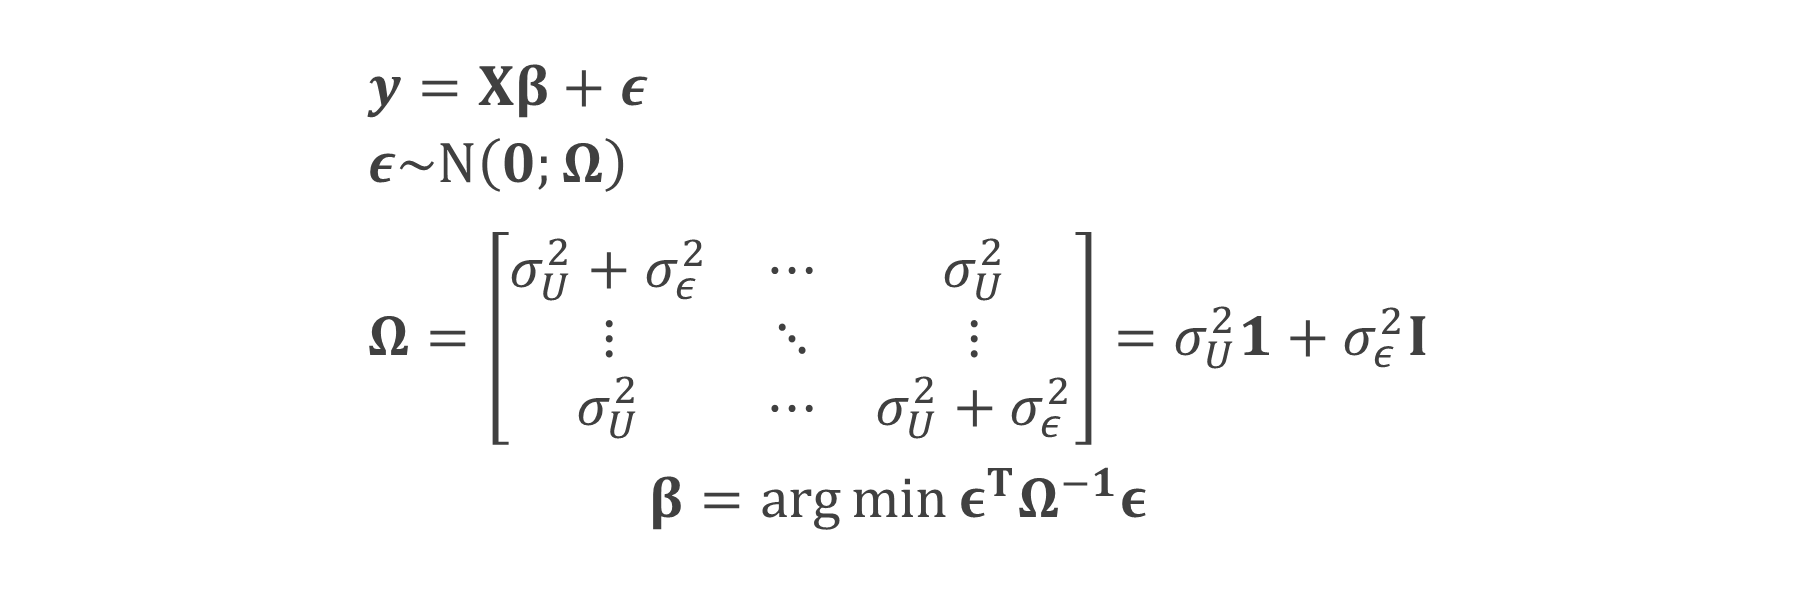 y = Xβ + ϵ
ϵ~N(0; Ω)
Ω = [σ_U^2 + σ_ϵ^2 ⋯ σ_U^2 ⋮ ⋱ ⋮ σ_U^2 ⋯ σ_U^2 + σ_ϵ^2] = σ_U^2 1 + σ_ϵ^2 I
β = arg min ϵ^T Ω^−1 ϵ